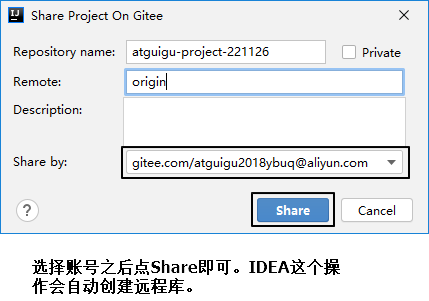 Share Project On Gitee
Repository name: atguigu-project-221126 Private
Remote: origin
Description:
Share by: gitee.com/atguigu2018ybuq@aliyun.com
? Share Cancel
选择账号之后点Share即可。IDEA这个操
作会自动创建远程库。